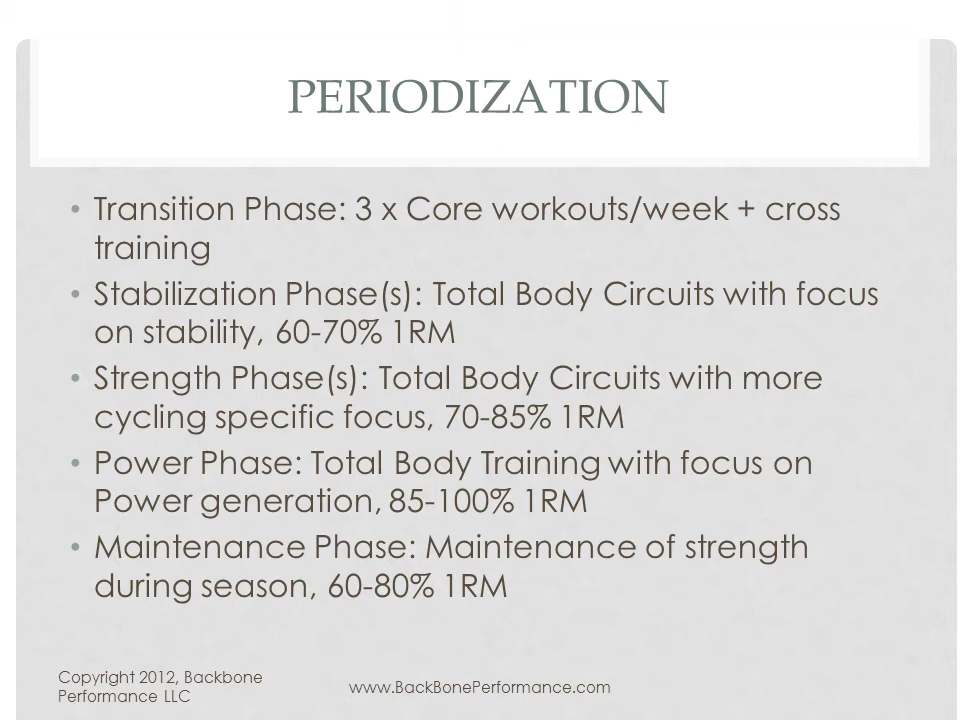 PERIODIZATION
• Transition Phase: 3 x Core workouts/week + cross
training
• Stabilization Phase(s): Total Body Circuits with focus
on stability, 60-70% 1RM
• Strength Phase(s): Total Body Circuits with more
cycling specific focus, 70-85% 1RM
• Power Phase: Total Body Training with focus on
Power generation, 85-100% 1RM
• Maintenance Phase: Maintenance of strength
during season, 60-80% 1RM
Copyright 2012, Backbone
Performance LLC
www.BackBonePerformance.com